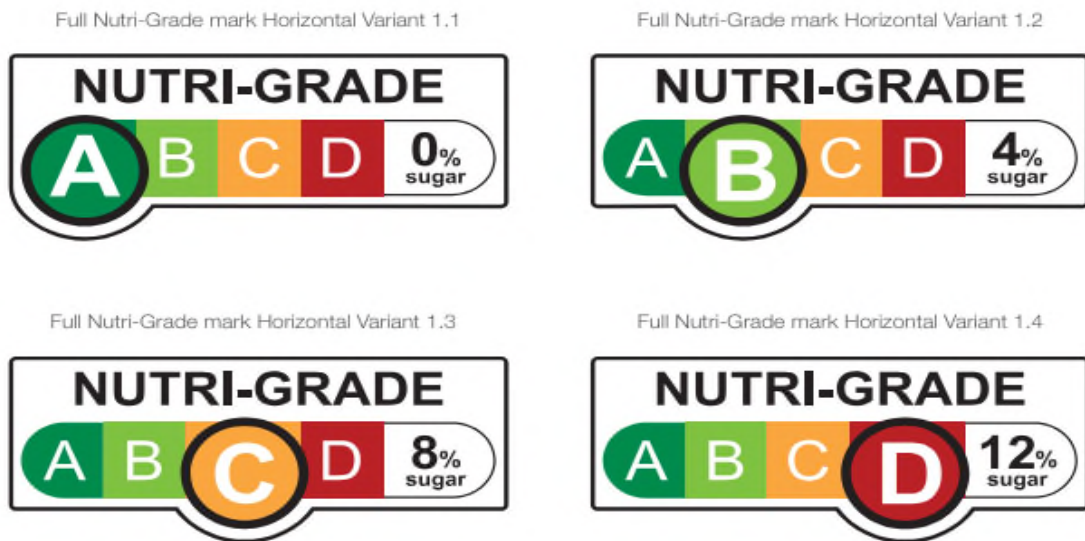 Full Nutri-Grade mark Horizontal Variant 1.1
NUTRI-GRADE
A B C D 0% sugar
Full Nutri-Grade mark Horizontal Variant 1.2
NUTRI-GRADE
A B C D 4% sugar
Full Nutri-Grade mark Horizontal Variant 1.3
NUTRI-GRADE
A B C D 8% sugar
Full Nutri-Grade mark Horizontal Variant 1.4
NUTRI-GRADE
A B C D 12% sugar